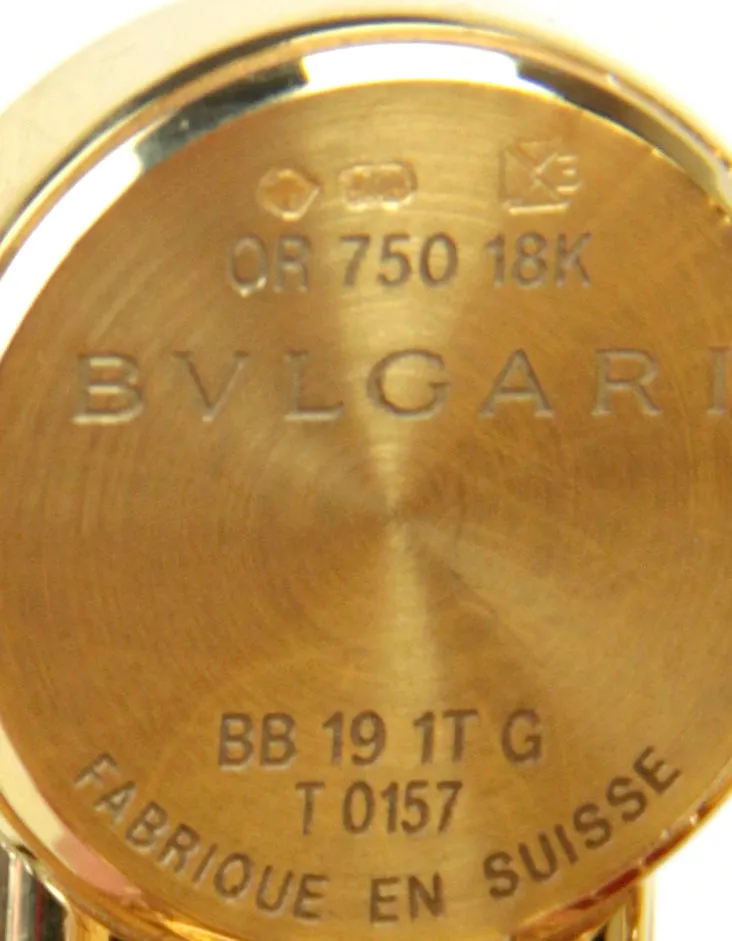 OR 750 18K
BVLGARI
BB 19 1T G
T 0157
FABRIQUE EN SUISSE